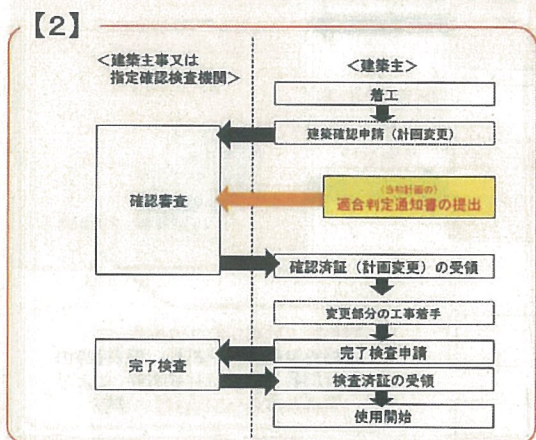 【2】
<建築主事又は
指定確認検査機関>
<建築主>
着工
建築確認申請（計画変更）
確認審査
（当初計画の）
適合判定通知書の提出
確認済証（計画変更）の受領
変更部分の工事着手
完了検査
完了検査申請
検査済証の受領
使用開始